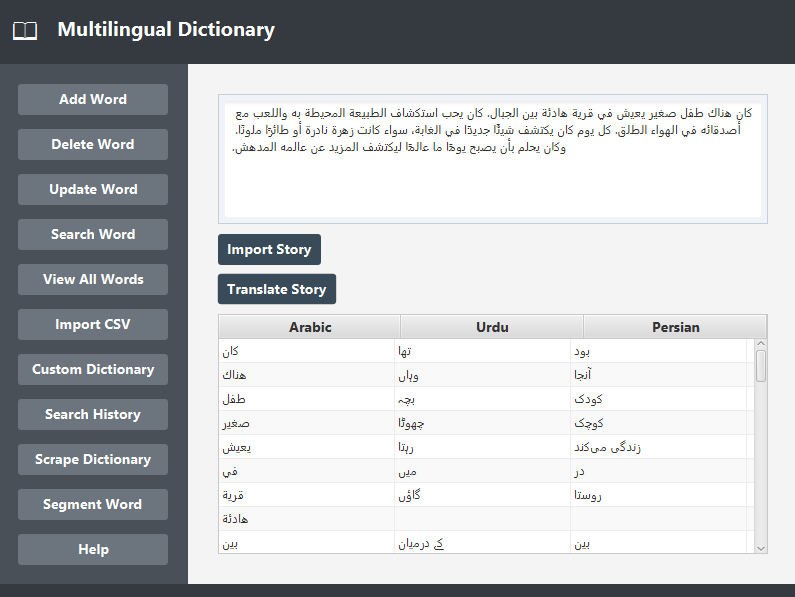 Multilingual Dictionary
Add Word
Delete Word
Update Word
Search Word
View All Words
Import CSV
Custom Dictionary
Search History
Scrape Dictionary
Segment Word
Help
كان هناك طفل صغير يعيش في قرية هادئة بين الجبال. كان يحب استكشاف الطبيعة المحيطة به واللعب مع
أصدقائه في الهواء الطلق. كل يوم كان يكتشف شيئًا جديدًا في الغابة، سواء كانت زهرة نادرة أو طائرًا ملونًا.
وكان يحلم بأن يصبح يومًا ما عالمًا ليكتشف المزيد عن عالمه المدهش.
Import Story
Translate Story
Arabic Urdu Persian
كان تھا بود
هناك وہاں آنجا
طفل بچہ کودک
صغير چھوٹا کوچک
يعيش رہتا زندگی می‌کند
في میں در
قرية گاؤں روستا
هادئة
بين کے درمیان بین